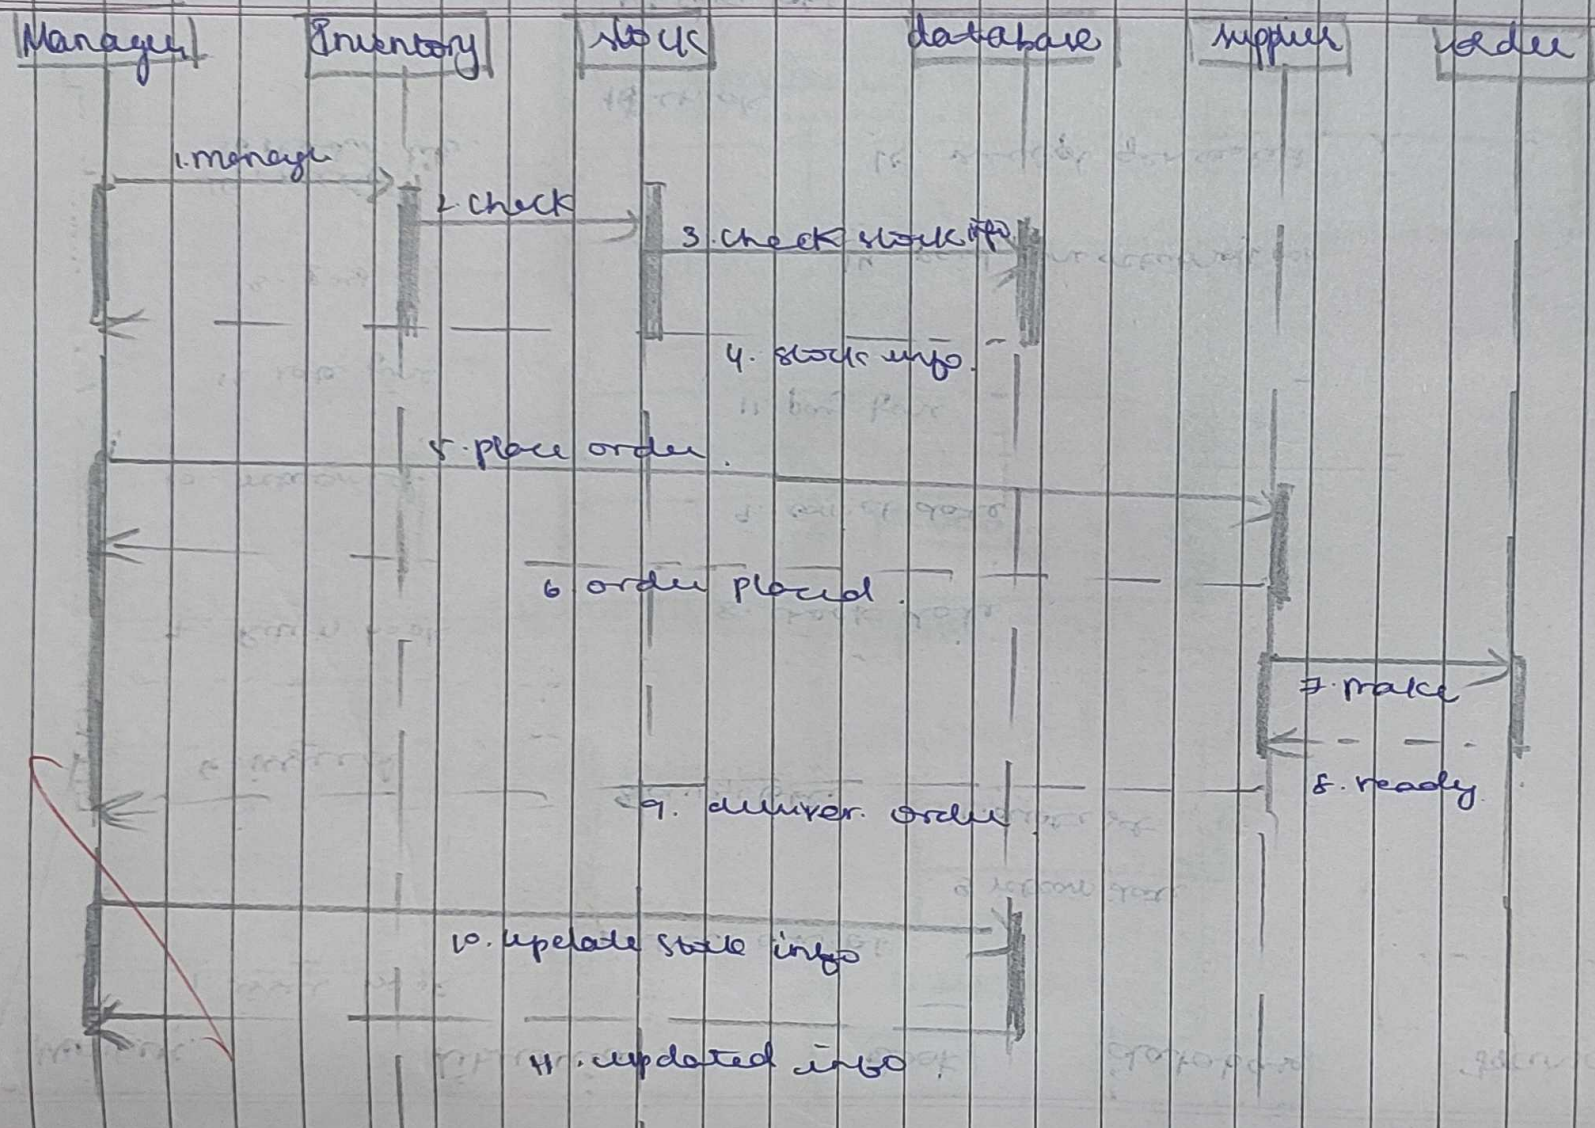 Manager Inventory stock database supplier order
1. manage
2. check
3. check stock info.
4. stock info.
5. place order.
6 order placed.
7. make
8. ready
9. deliver order
10. update stock info
11. updated info